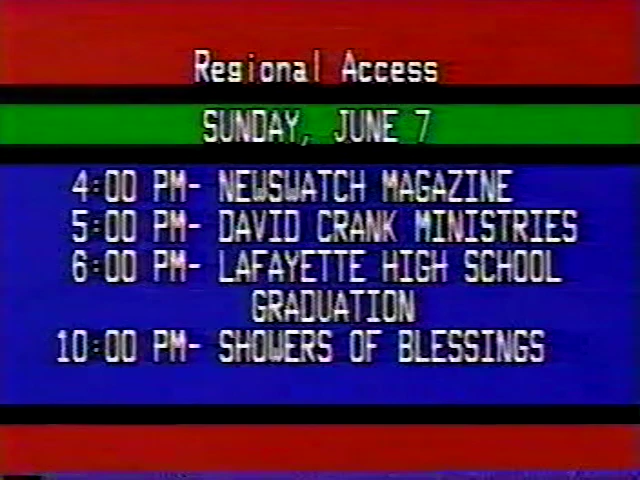 Regional Access
SUNDAY, JUNE 7
4:00 PM- NEWSWATCH MAGAZINE
5:00 PM- DAVID CRANK MINISTRIES
6:00 PM- LAFAYETTE HIGH SCHOOL
GRADUATION
10:00 PM- SHOWERS OF BLESSINGS